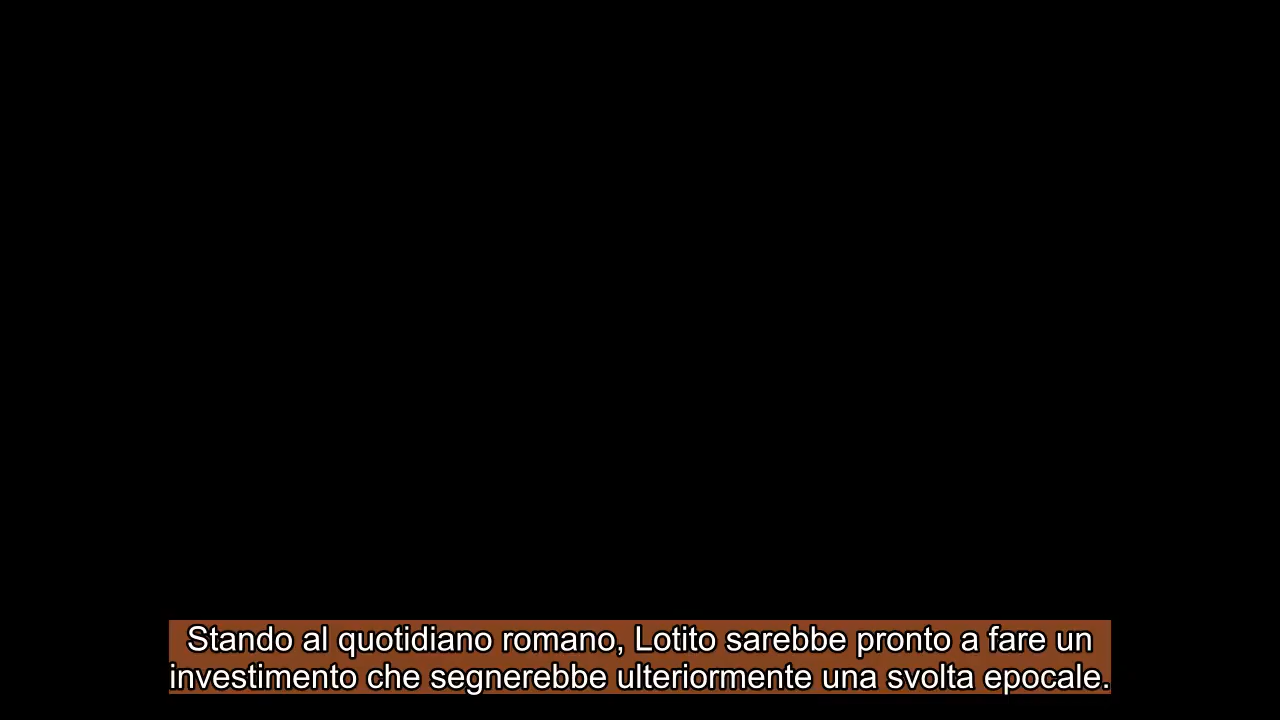 Stando al quotidiano romano, Lotito sarebbe pronto a fare un
investimento che segnerebbe ulteriormente una svolta epocale.